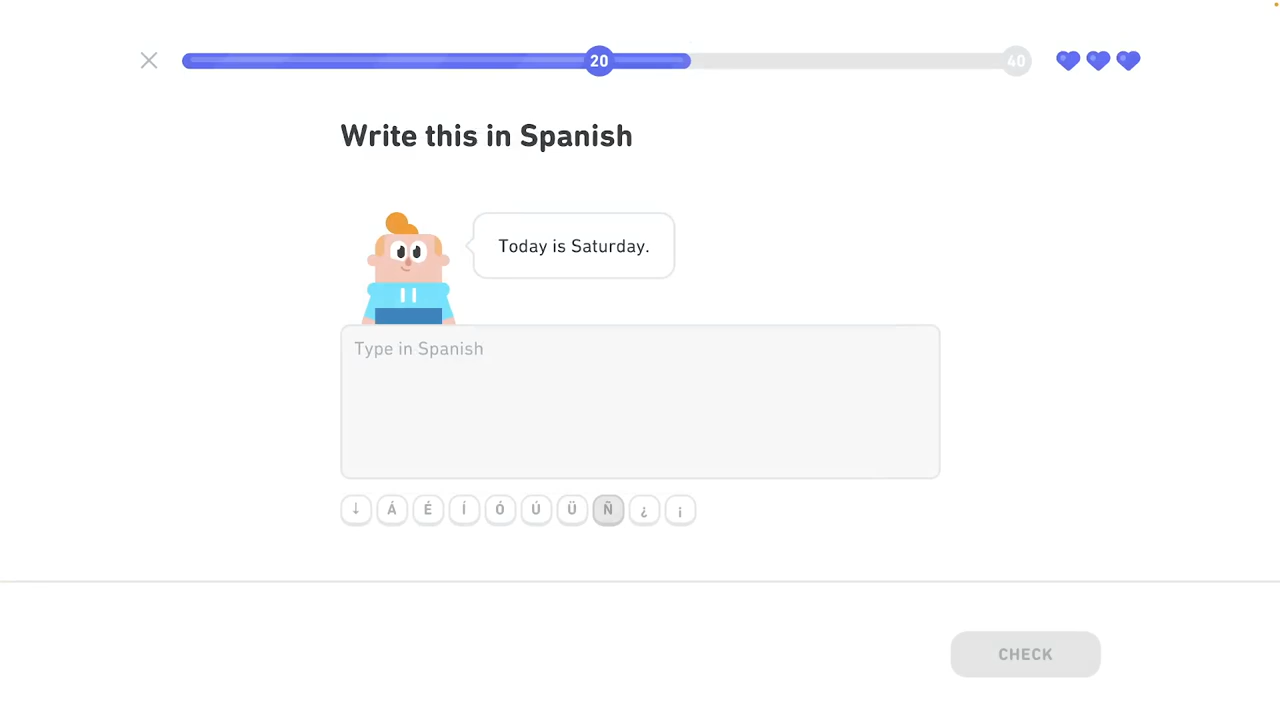 20
40
Write this in Spanish
Today is Saturday.
Type in Spanish
↓ Á É Í Ó Ú Ü Ñ ¿ ¡
CHECK